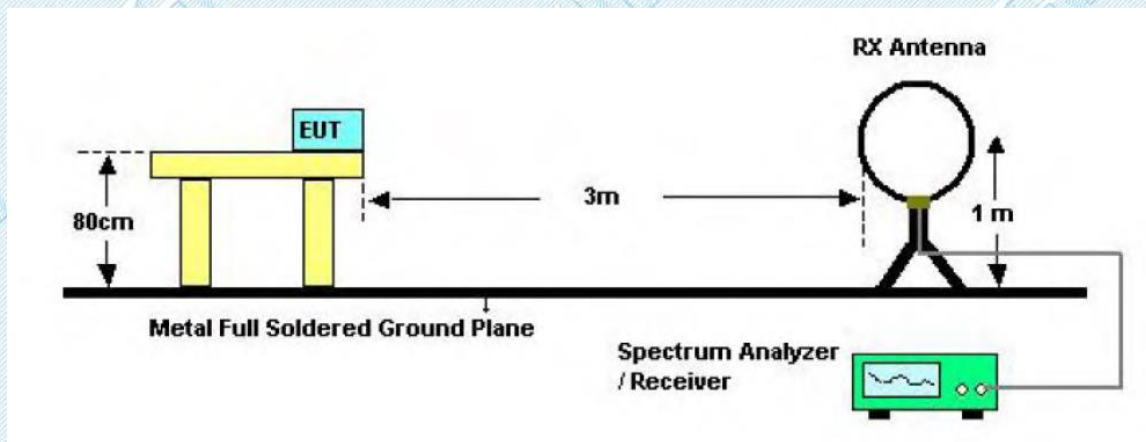 RX Antenna
EUT
3m
80cm
1 m
Metal Full Soldered Ground Plane
Spectrum Analyzer
/ Receiver